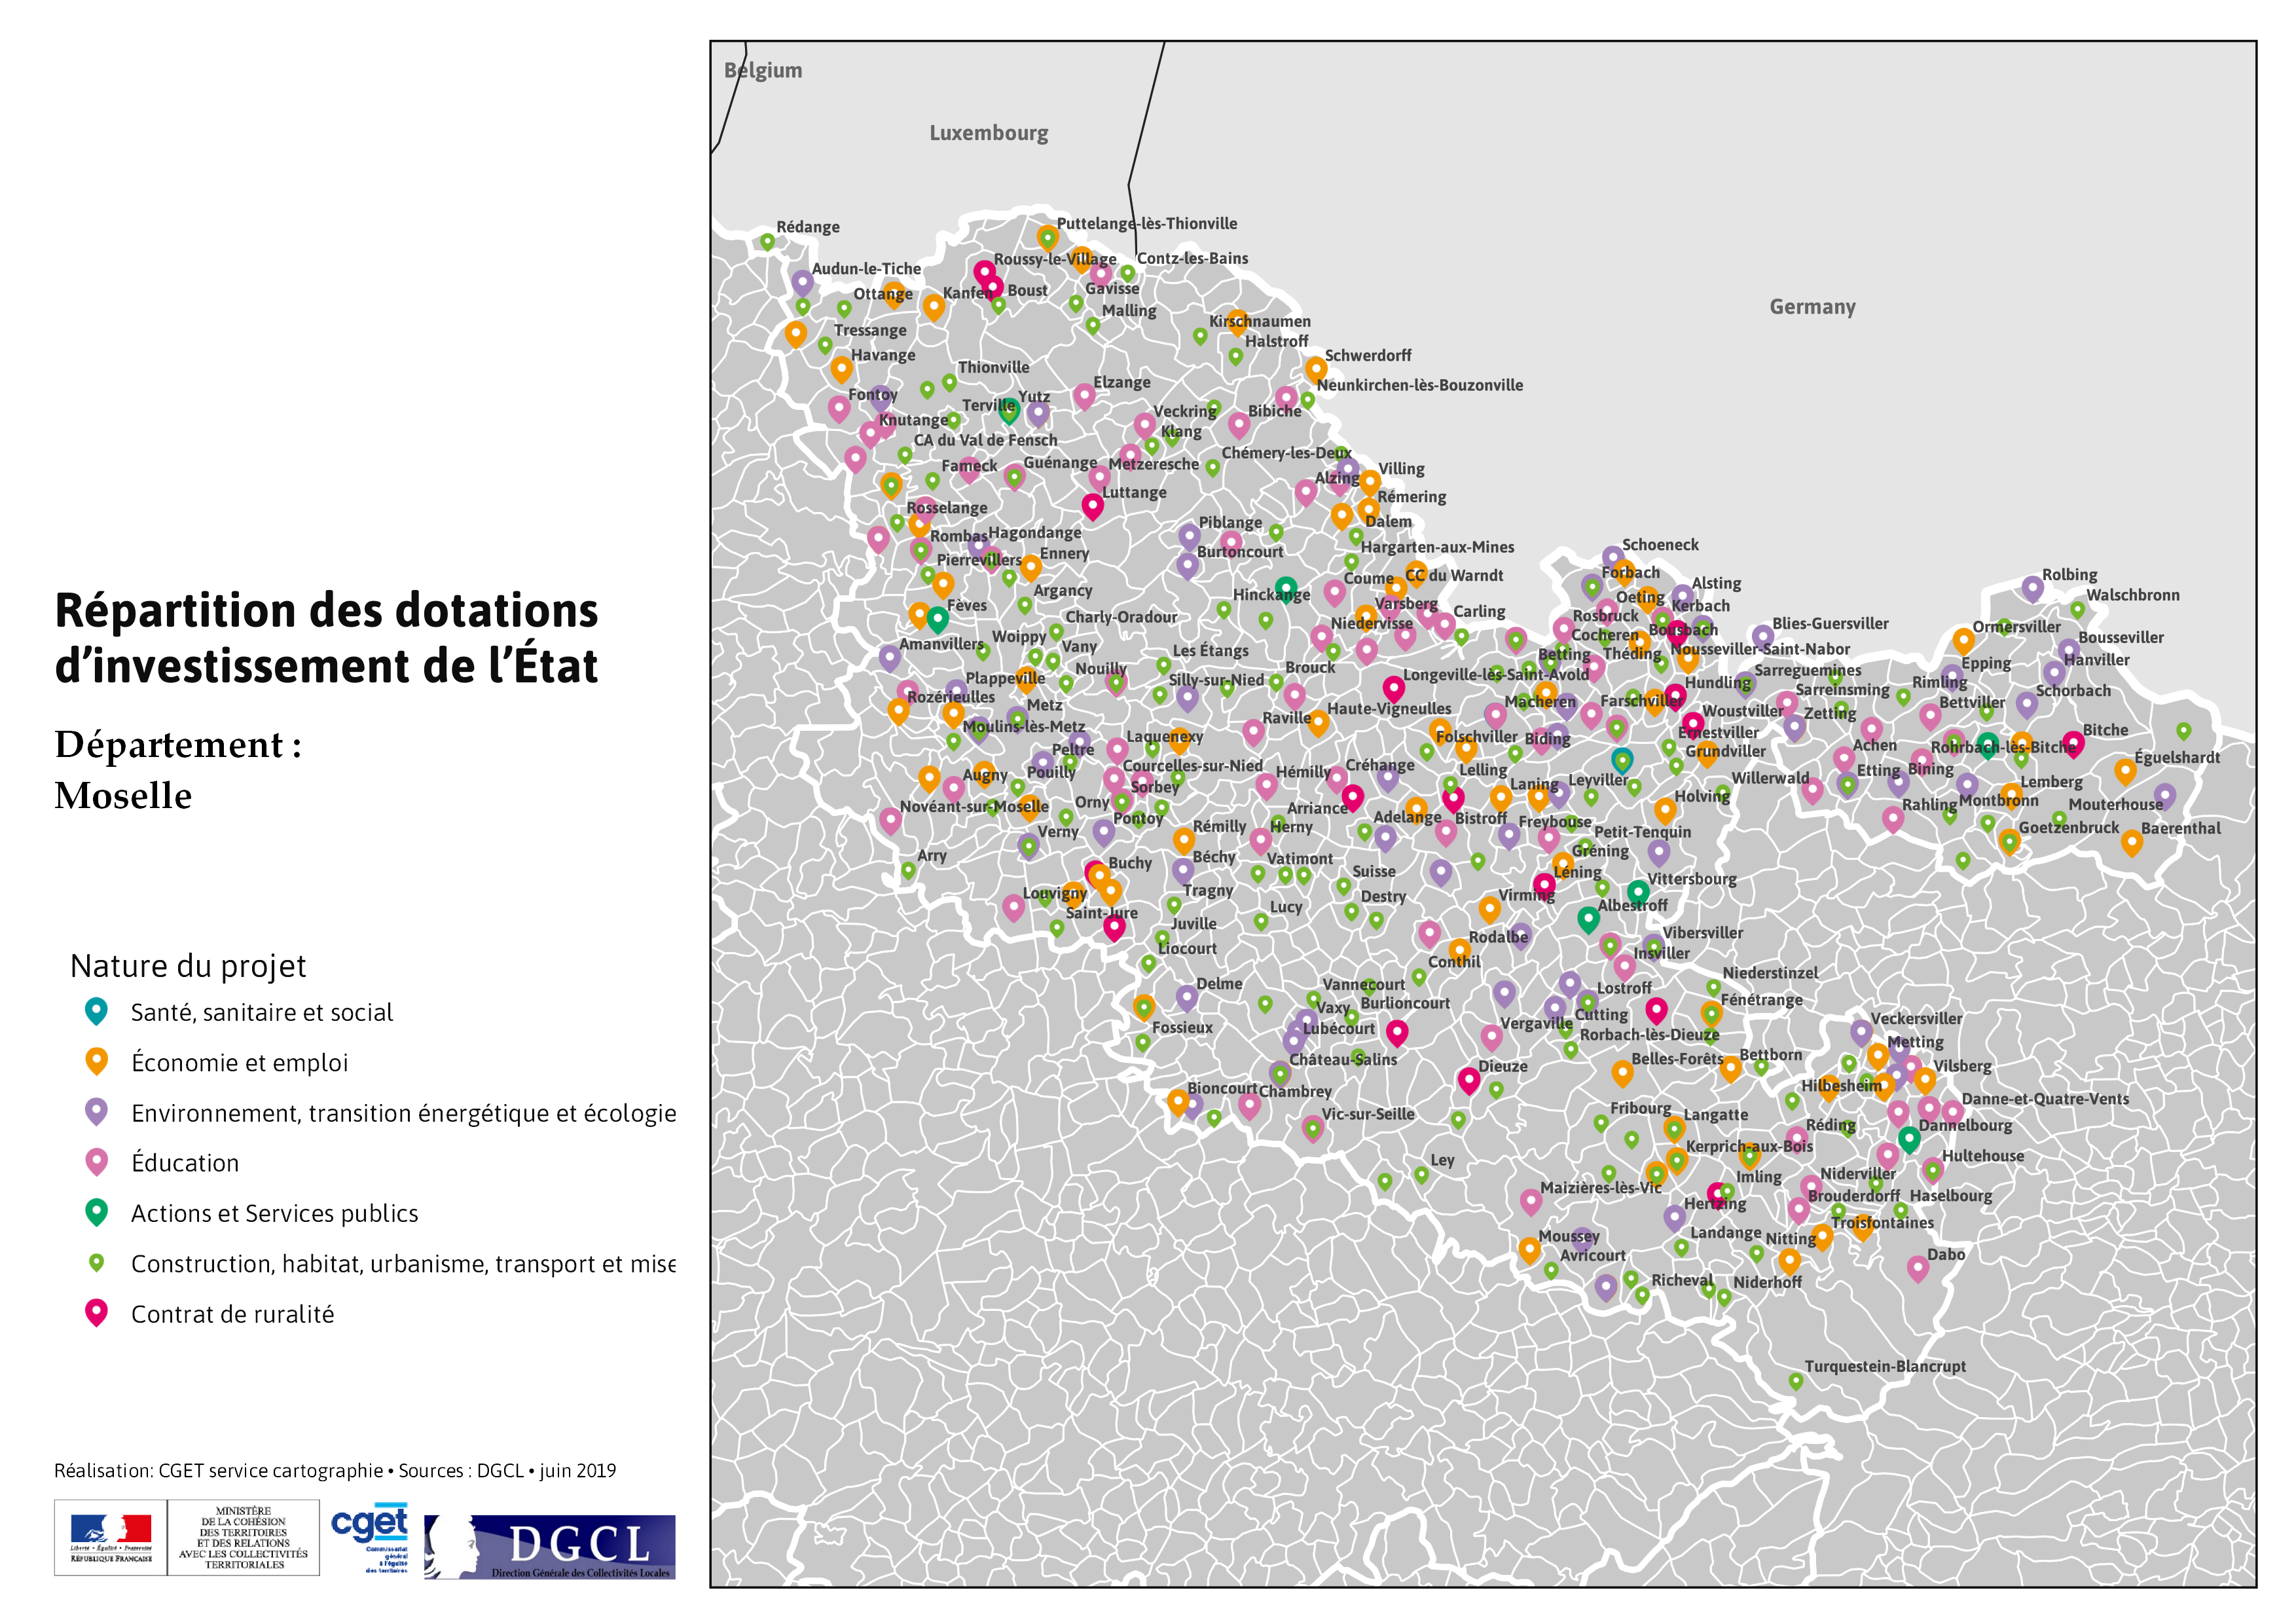 Répartition des dotations
d’investissement de l’État
Département :
Moselle
Nature du projet
Santé, sanitaire et social
Économie et emploi
Environnement, transition énergétique et écologie
Éducation
Actions et Services publics
Construction, habitat, urbanisme, transport et mise
Contrat de ruralité
Réalisation: CGET service cartographie • Sources : DGCL • juin 2019
Liberté • Égalité • Fraternité
RÉPUBLIQUE FRANÇAISE
MINISTÈRE
DE LA COHÉSION
DES TERRITOIRES
ET DES RELATIONS
AVEC LES COLLECTIVITÉS
TERRITORIALES
cget
Commissariat
général
à l'égalité
des territoires
DGCL
Direction Générale des Collectivités Locales
Belgium
Luxembourg
Germany
Rédange
Puttelange-lès-Thionville
Audun-le-Tiche
Roussy-le-Village
Contz-les-Bains
Ottange
Kanfen
Boust
Gavisse
Malling
Tressange
Kirschnaumen
Halstroff
Havange
Schwerdorff
Thionville
Neunkirchen-lès-Bouzonville
Elzange
Fontoy
Terville
Yutz
Veckring
Bibiche
Knutange
Klang
CA du Val de Fensch
Chémery-les-Deux
Fameck
Guénange
Metzeresche
Villing
Alzing
Luttange
Rémering
Rosselange
Piblange
Dalem
Rombas
Hagondange
Burtoncourt
Hargarten-aux-Mines
Schoeneck
Pierrevillers
Ennery
Coume
CC du Warndt
Forbach
Alsting
Rolbing
Argancy
Hinckange
Oeting
Walschbronn
Fèves
Varsberg
Carling
Rosbruck
Kerbach
Charly-Oradour
Niedervisse
Cocheren
Bousbach
Blies-Guersville
Ormersviller
Bousseviller
Amanvillers
Woippy
Vany
Les Étangs
Betting
Théding
Nousseviller-Saint-Nabor
Epping
Hanviller
Nouilly
Brouck
Longeville-lès-Saint-Avold
Sarreguemines
Plappeville
Silly-sur-Nied
Hundling
Sarreinsming
Rimling
Schorbach
Rozérieulles
Metz
Macheren
Farschviller
Bettviller
Haute-Vigneulles
Woustviller
Zetting
Moulins-lès-Metz
Raville
Bitche
Laquenexy
Folschviller
Biding
Ernestviller
Achen
Rohrbach-lès-Bitche
Peltre
Grundviller
Éguelshardt
Augny
Pouilly
Courcelles-sur-Nied
Hémilly
Créhange
Lelling
Leyviller
Willerwald
Etting
Bining
Sorbey
Laning
Lemberg
Novéant-sur-Moselle
Orny
Arriance
Holving
Rahling
Montbronn
Mouterhouse
Pontoy
Adelange
Bistroff
Freybouse
Verny
Rémilly
Herny
Petit-Tenquin
Goetzenbruck
Baerenthal
Arry
Buchy
Béchy
Vatimont
Gréning
Suisse
Léning
Vittersbourg
Louvigny
Tragny
Destry
Virming
Albestroff
Saint-Jure
Lucy
Juville
Rodalbe
Vibersviller
Liocourt
Conthil
Insviller
Niederstinzel
Delme
Vannecourt
Lostroff
Fénétrange
Vaxy
Burlioncourt
Cutting
Veckersviller
Fossieux
Lubécourt
Vergaville
Rorbach-lès-Dieuze
Metting
Château-Salins
Belles-Forêts
Bettborn
Dieuze
Vilsberg
Bioncourt
Chambrey
Hilbesheim
Danne-et-Quatre-Vents
Vic-sur-Seille
Fribourg
Langatte
Réding
Dannelbourg
Kerprich-aux-Bois
Ley
Hultehouse
Imling
Niderviller
Maizières-lès-Vic
Hertzing
Brouderdorff
Haselbourg
Troisfontaines
Moussey
Landange
Nitting
Avricourt
Dabo
Richeval
Niderhoff
Turquestein-Blancrupt